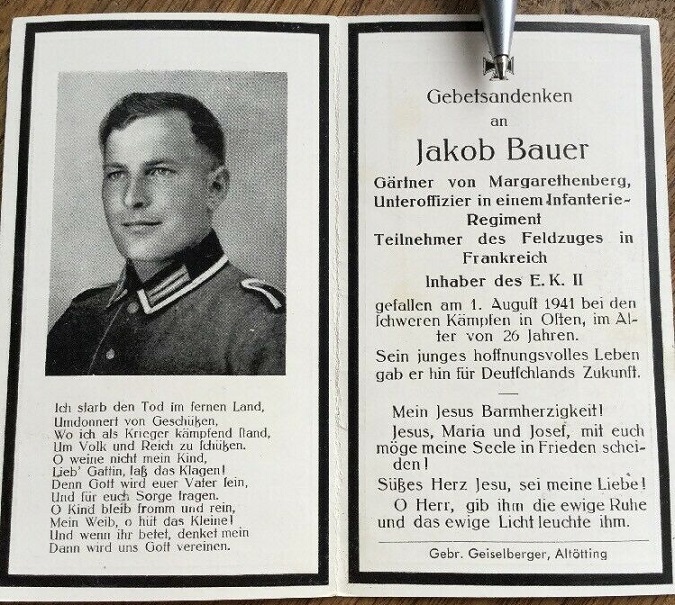 Ich starb den Tod im fernen Land,
Umdonnert von Geschützen,
Wo ich als Krieger kämpfend stand,
Um Volk und Reich zu schützen.
O weine nicht mein Kind,
Lieb' Gattin, laß das Klagen!
Denn Gott wird euer Vater sein,
Und für euch Sorge tragen.
O Kind bleib fromm und rein,
Mein Weib, o hüt das Kleine!
Und wenn ihr betet, denket mein
Dann wird uns Gott vereinen.
Gebetsandenken
an
Jakob Bauer
Gärtner von Margarethenberg,
Unteroffizier in einem Infanterie-
Regiment
Teilnehmer des Feldzuges in
Frankreich
Inhaber des E. K. II
gefallen am 1. August 1941 bei den
schweren Kämpfen in Osten, im Al-
ter von 26 Jahren.
Sein junges hoffnungsvolles Leben
gab er hin für Deutschlands Zukunft.
Mein Jesus Barmherzigkeit!
Jesus, Maria und Josef, mit euch
möge meine Seele in Frieden schei-
den!
Süßes Herz Jesu, sei meine Liebe!
O Herr, gib ihm die ewige Ruhe
und das ewige Licht leuchte ihm.
Gebr. Geiselberger, Altötting